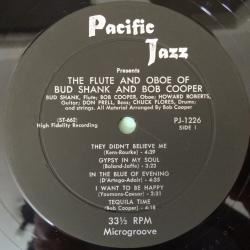 Pacific
Jazz
Presents
THE FLUTE AND OBOE OF
BUD SHANK AND BOB COOPER
BUD SHANK, Flute; BOB COOPER, Oboe; HOWARD ROBERTS,
Guitar; DON PRELL, Bass; CHUCK FLORES, Drums;
and strings. All Material Arranged By Bob Cooper
(ST-662)
High Fidelity Recording
PJ-1226
SIDE 1
THEY DIDN'T BELIEVE ME
(Kern-Rourke) - 4:39
GYPSY IN MY SOUL
(Boland-Jaffe) - 3:23
IN THE BLUE OF EVENING
(D'Artega-Adair) - 4:55
I WANT TO BE HAPPY
(Youmans-Caesar) - 5:21
TEQUILA TIME
(Bob Cooper) - 4:18
33⅓ RPM
Microgroove